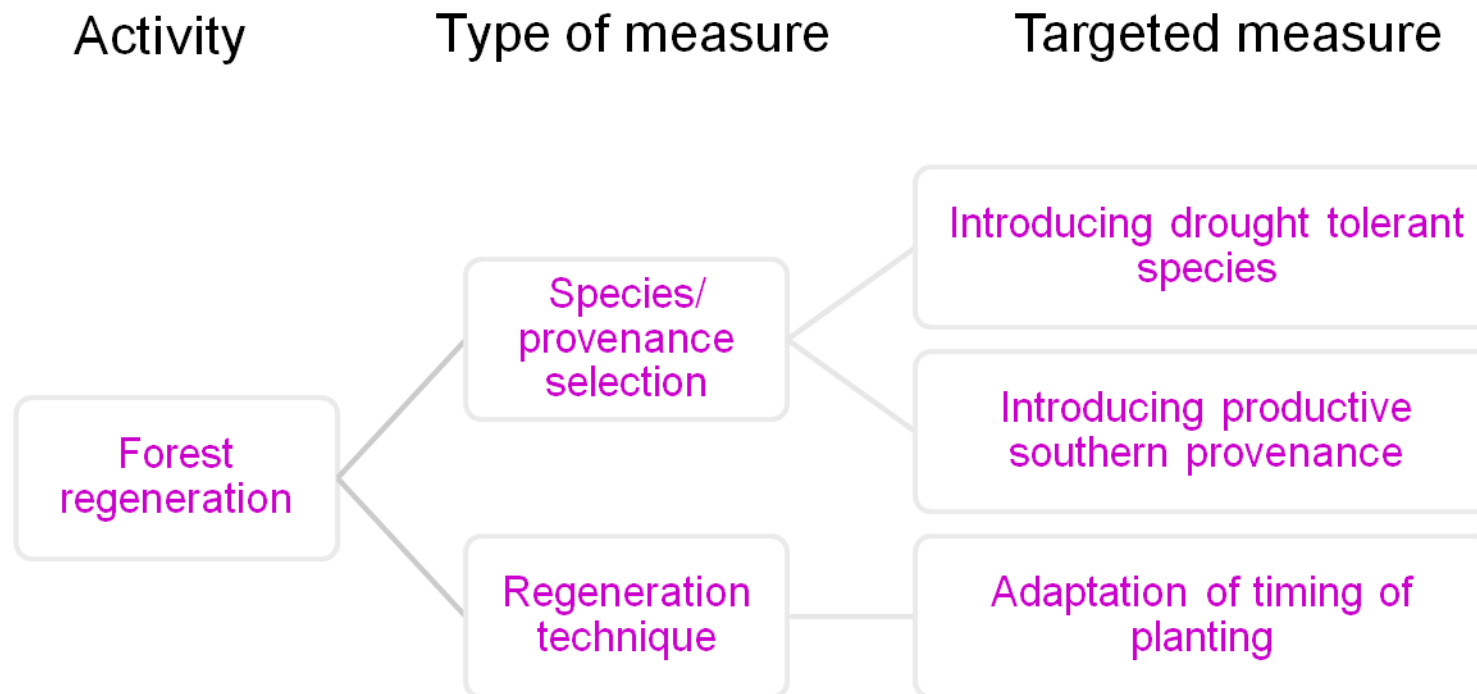 Activity
Type of measure
Targeted measure
Forest
regeneration
Species/
provenance
selection
Regeneration
technique
Introducing drought tolerant
species
Introducing productive
southern provenance
Adaptation of timing of
planting